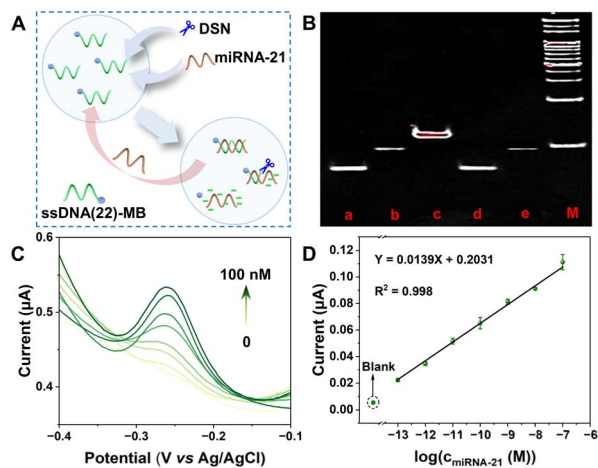 A
DSN
miRNA-21
ssDNA(22)-MB
B
a b c d e M
C
0.6
0.5
0.4
Current (μA)
100 nM
0
−0.4 −0.3 −0.2 −0.1
Potential (V vs Ag/AgCl)
D
0.12
0.10
0.08
0.06
0.04
0.02
0.00
Current (μA)
Y = 0.0139X + 0.2031
R² = 0.998
Blank
-13 -12 -11 -10 -9 -8 -7
log(cmiRNA-21 (M))